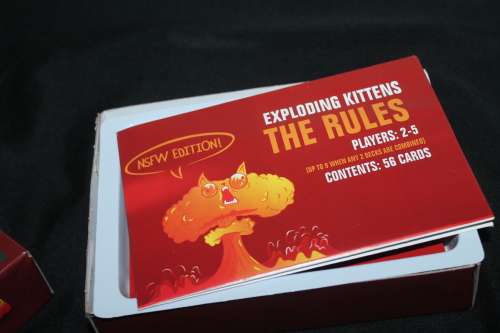 EXPLODING KITTENS
THE RULES
PLAYERS: 2-5
(UP TO 9 WHEN ANY 2 DECKS ARE COMBINED)
CONTENTS: 56 CARDS
NSFW EDITION!